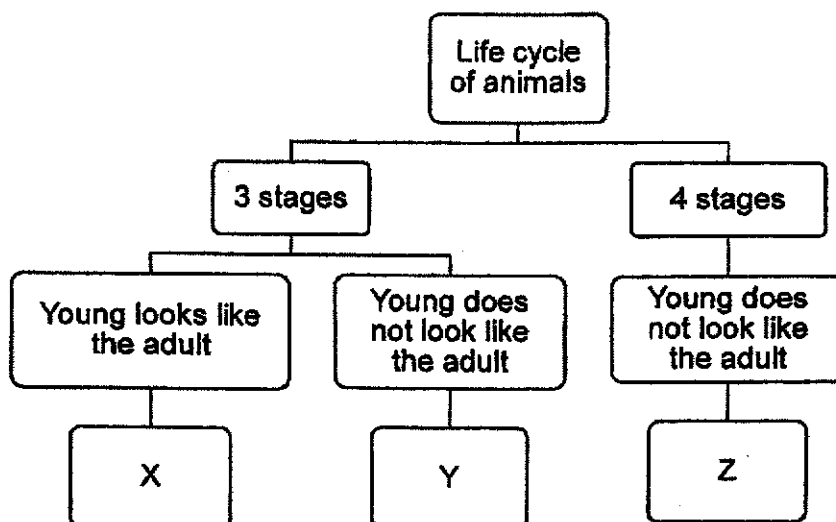 Life cycle
of animals
3 stages
4 stages
Young looks like
the adult
Young does
not look like
the adult
Young does
not look like
the adult
X
Y
Z